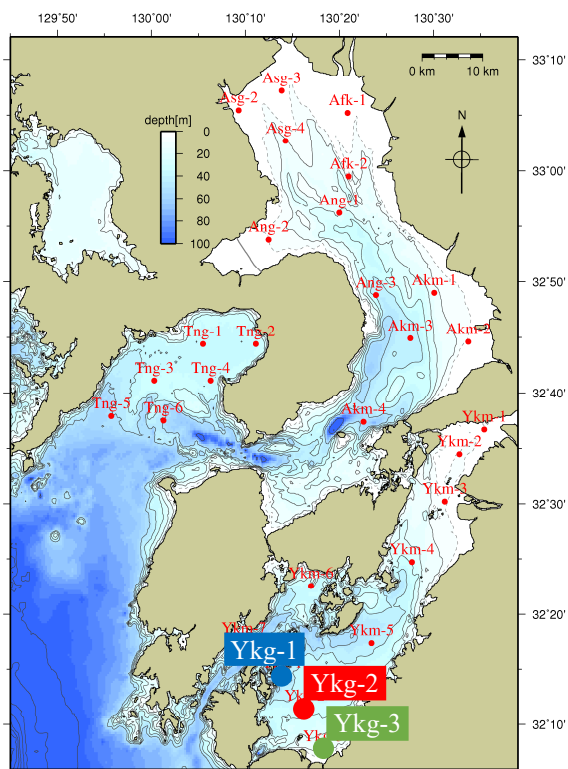 129°50' 130°00' 130°10' 130°20' 130°30'
33°10'
33°00'
32°50'
32°40'
32°30'
32°20'
32°10'
0 km 10 km
N
depth[m]
0
20
40
60
80
100
Asg-3
Asg-2
Afk-1
Asg-4
Afk-2
Ang-1
Ang-2
Ang-3
Akm-1
Akm-3
Akm-2
Tng-1
Tng-2
Tng-3
Tng-4
Tng-5
Tng-6
Akm-4
Ykm-1
Ykm-2
Ykm-3
Ykm-4
Ykm-6
Ykm-7
Ykm-5
Ykg-1
Ykg-2
Ykg-3